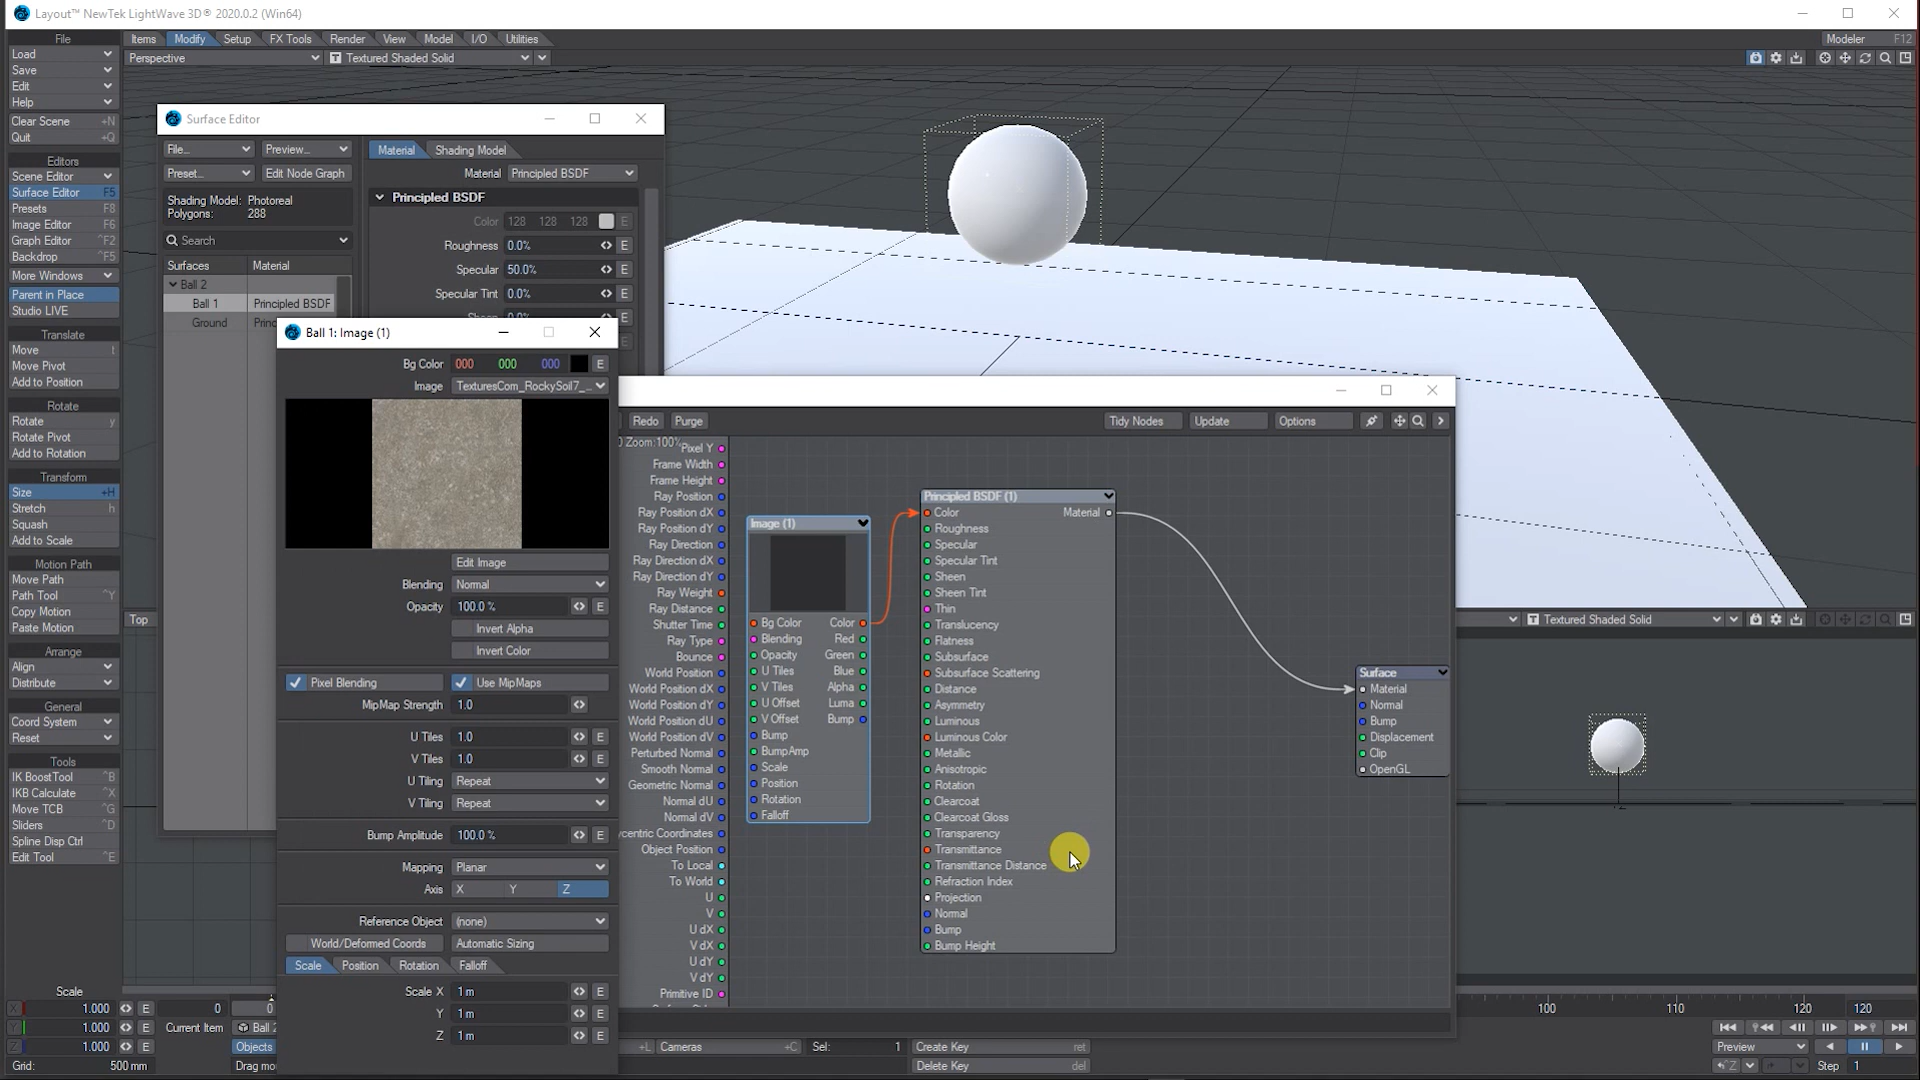 Layout™ NewTek LightWave 3D® 2020.0.2 (Win64)
File
Items Modify Setup FX Tools Render View Model I/O Utilities
Modeler F12
Load
Perspective
Textured Shaded Solid
Save
Edit
Help
Clear Scene +N
Quit +Q
Editors
Scene Editor
Surface Editor F5
Presets F8
Image Editor F6
Graph Editor ^F2
Backdrop ^F5
More Windows
Parent in Place
Studio LIVE
Translate
Move t
Move Pivot
Add to Position
Rotate
Rotate y
Rotate Pivot
Add to Rotation
Transform
Size +H
Stretch h
Squash
Add to Scale
Motion Path
Move Path
Path Tool ^Y
Copy Motion
Paste Motion
Arrange
Align
Distribute
General
Coord System
Reset
Tools
IK BoostTool ^B
IKB Calculate ^X
Move TCB ^G
Sliders ^D
Spline Disp Ctrl
Edit Tool ^E
Surface Editor
File...
Preview...
Preset...
Edit Node Graph
Shading Model: Photoreal
Polygons: 288
Search
Surfaces Material
Ball 2
Ball 1 Principled BSDF
Ground
Material Shading Model
Material Principled BSDF
Principled BSDF
Color 128 128 128 E
Roughness 0.0% E
Specular 50.0% E
Specular Tint 0.0% E
Ball 1: Image (1)
Bg Color 000 000 000 E
Image TexturesCom_RockySoil7_...
Edit Image
Blending Normal
Opacity 100.0 % E
Invert Alpha
Invert Color
Pixel Blending Use MipMaps
MipMap Strength 1.0
U Tiles 1.0 E
V Tiles 1.0 E
U Tiling Repeat
V Tiling Repeat
Bump Amplitude 100.0 % E
Mapping Planar
Axis X Y Z
Reference Object (none)
World/Deformed Coords Automatic Sizing
Scale Position Rotation Falloff
Scale X 1 m E
Y 1 m E
Z 1 m E
Redo Purge
Tidy Nodes Update Options
Zoom:100%
Pixel Y
Frame Width
Frame Height
Ray Position
Ray Position dX
Ray Position dY
Ray Direction
Ray Direction dX
Ray Direction dY
Ray Weight
Ray Distance
Shutter Time
Ray Type
Bounce
World Position
World Position dX
World Position dY
World Position dU
World Position dV
Perturbed Normal
Smooth Normal
Geometric Normal
Normal dU
Normal dV
Object Position
To Local
To World
U
V
U dX
V dX
U dY
V dY
Primitive ID
Image (1)
Bg Color Color
Blending Red
Opacity Green
U Tiles Blue
V Tiles Alpha
U Offset Luma
V Offset Bump
Bump
BumpAmp
Scale
Position
Rotation
Falloff
Principled BSDF (1)
Color Material
Roughness
Specular
Specular Tint
Sheen
Sheen Tint
Thin
Translucency
Flatness
Subsurface
Subsurface Scattering
Distance
Asymmetry
Luminous
Luminous Color
Metallic
Anisotropic
Rotation
Clearcoat
Clearcoat Gloss
Transparency
Transmittance
Transmittance Distance
Refraction Index
Projection
Normal
Bump
Bump Height
Surface
Material
Normal
Bump
Displacement
Clip
OpenGL
Top
Textured Shaded Solid
Scale
X 1.000 E 0 0
Y 1.000 E Current Item Ball 2
Z 1.000 E Objects
Grid: 500 mm
+L Cameras +C Sel: 1
Create Key ret
Delete Key del
100 110 120 120
Preview
Step 1